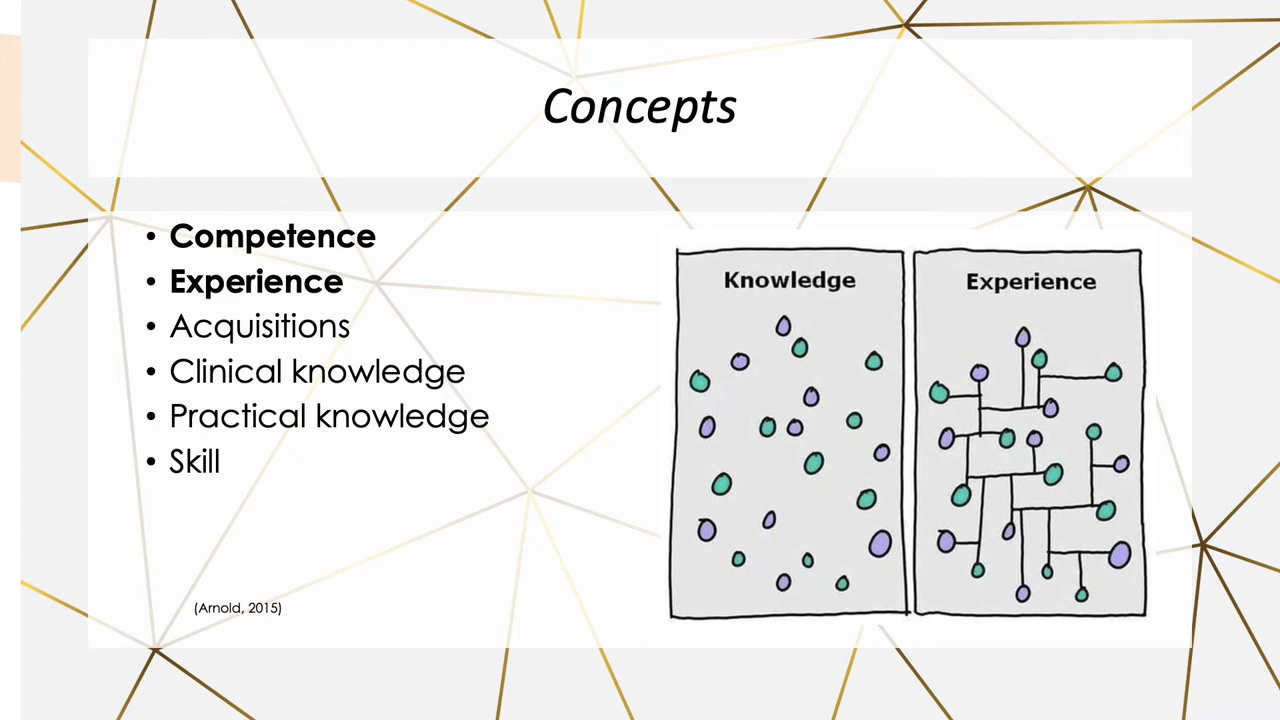 Concepts
• Competence
• Experience
• Acquisitions
• Clinical knowledge
• Practical knowledge
• Skill
(Arnold, 2015)
Knowledge
Experience